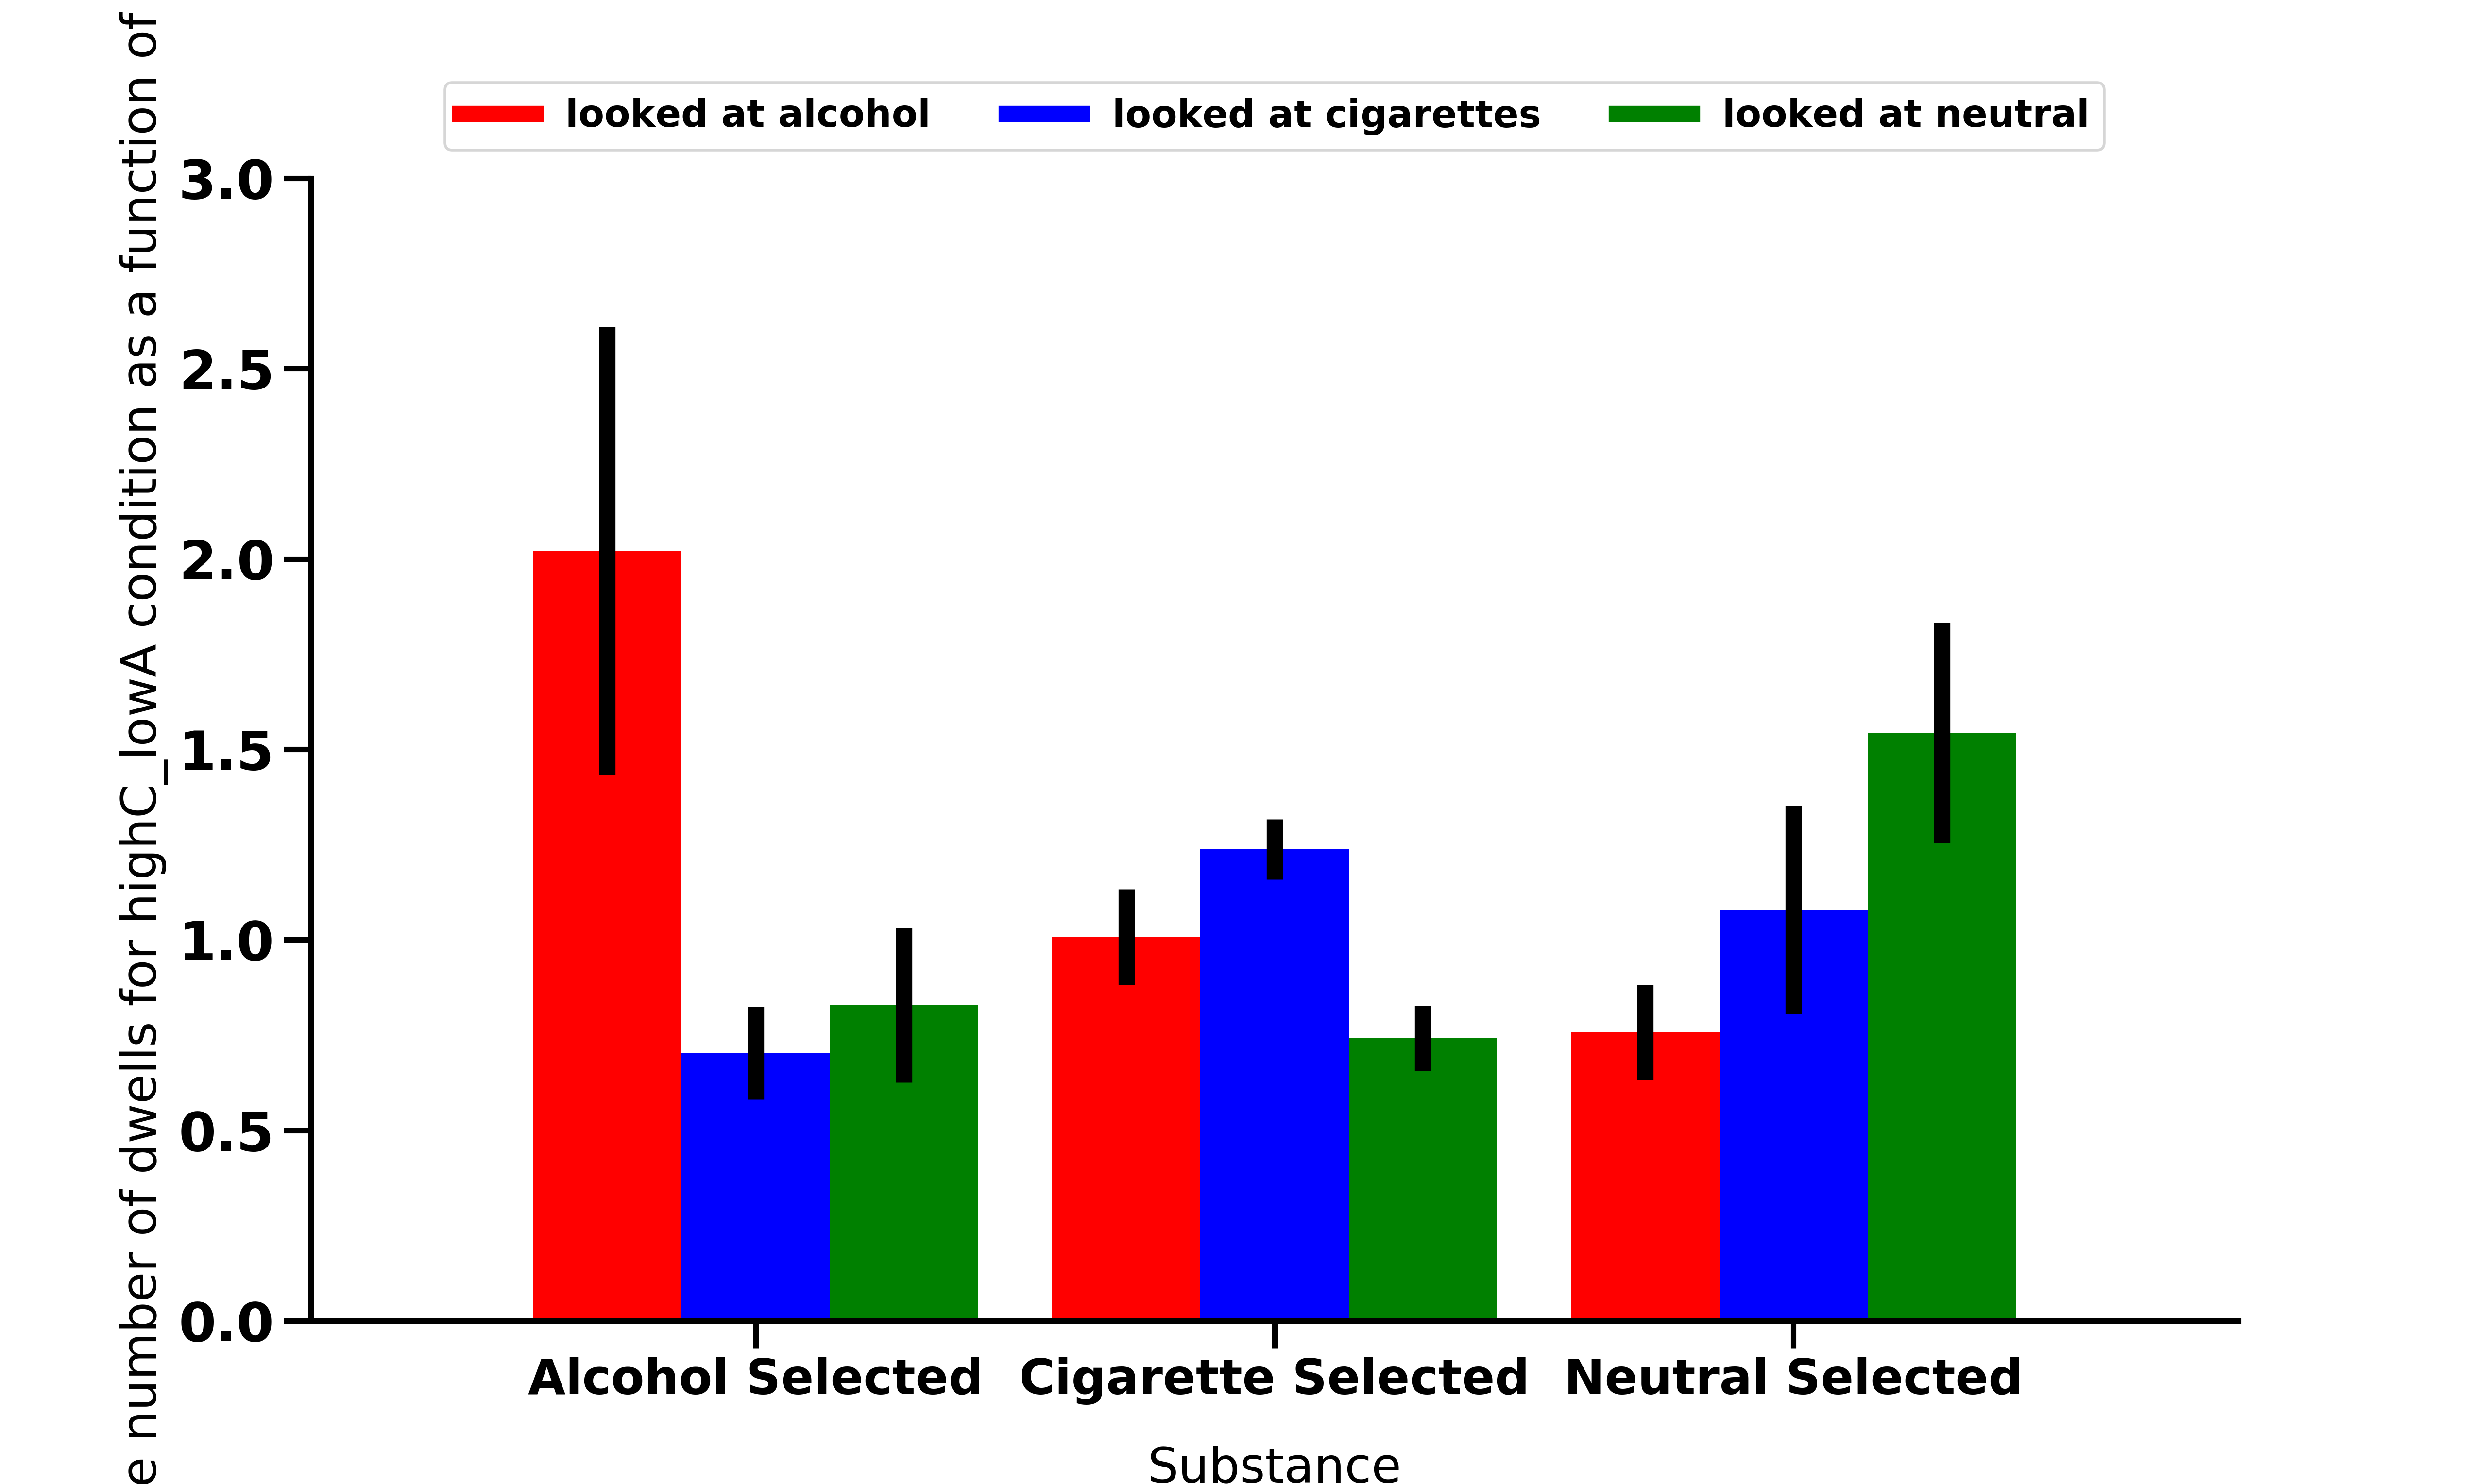 looked at alcohol looked at cigarettes looked at neutral
number of dwells for highC_lowA condition as a function of
3.0
2.5
2.0
1.5
1.0
0.5
0.0
Alcohol Selected Cigarette Selected Neutral Selected
Substance